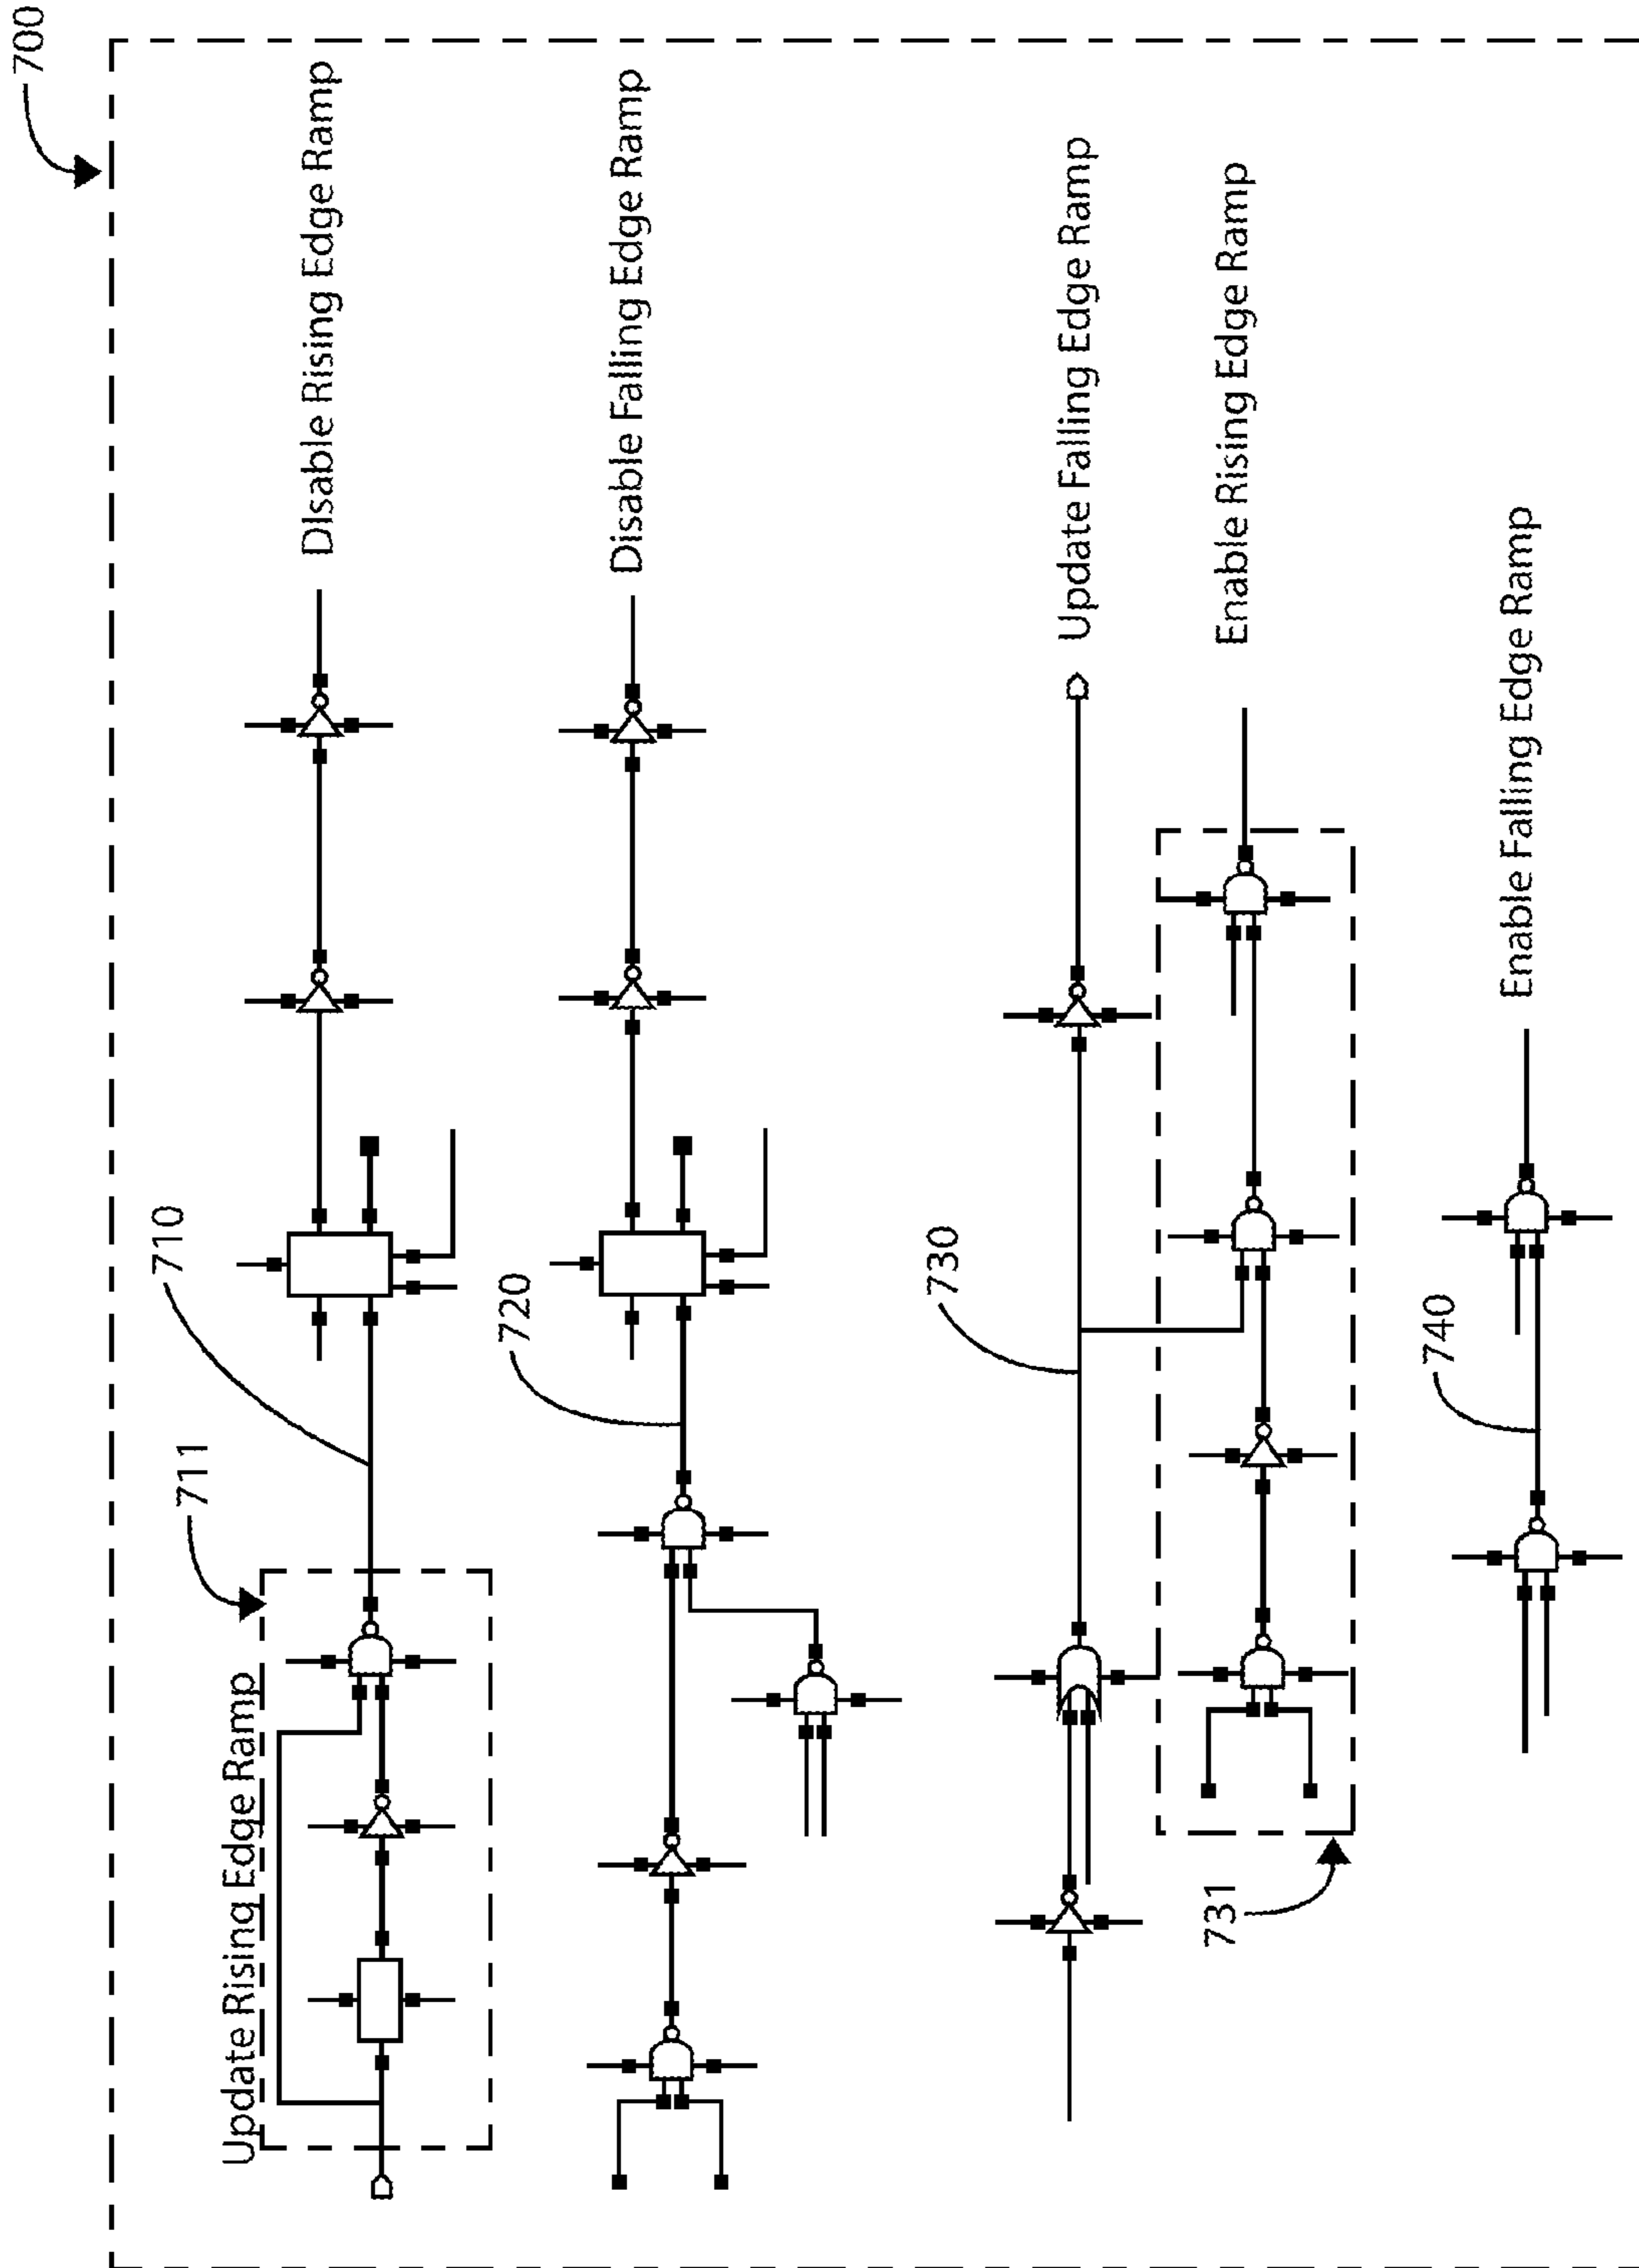 700
DIsable Rising Edge Ramp
710
711
Update Rising Edge Ramp
Disable Falling Edge Ramp
720
Update Falling Edge Ramp
730
Enable Rising Edge Ramp
731
Enable Falling Edge Ramp
740